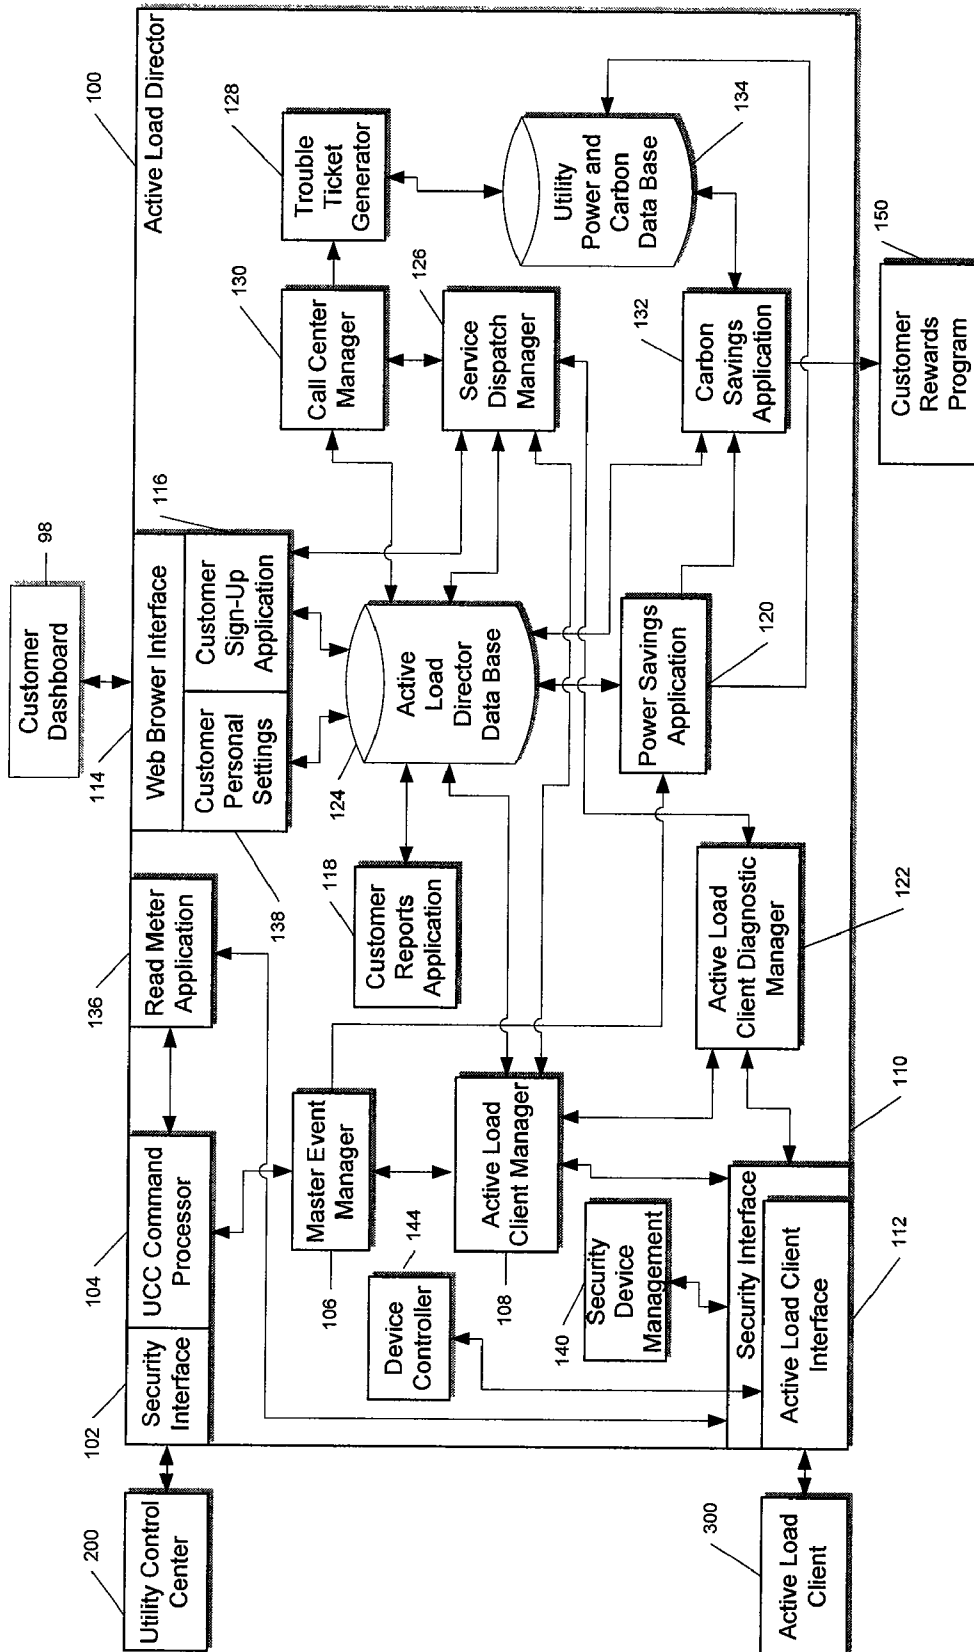 Customer
Dashboard
98
100
Active Load Director
114
Web Brower Interface
Customer
Personal
Settings
138
Customer
Sign-Up
Application
116
136
Read Meter
Application
104
UCC Command
Processor
102
Security
Interface
200
Utility Control
Center
128
Trouble
Ticket
Generator
130
Call Center
Manager
126
Service
Dispatch
Manager
Utility
Power and
Carbon
Data Base
134
124
Active
Load
Director
Data Base
118
Customer
Reports
Application
Master Event
Manager
106
144
Device
Controller
Active Load
Client Manager
108
140
Security
Device
Management
132
Carbon
Savings
Application
150
Customer
Rewards
Program
Power Savings
Application
120
Active Load
Client Diagnostic
Manager
122
110
Security Interface
Active Load Client
Interface
112
300
Active Load
Client